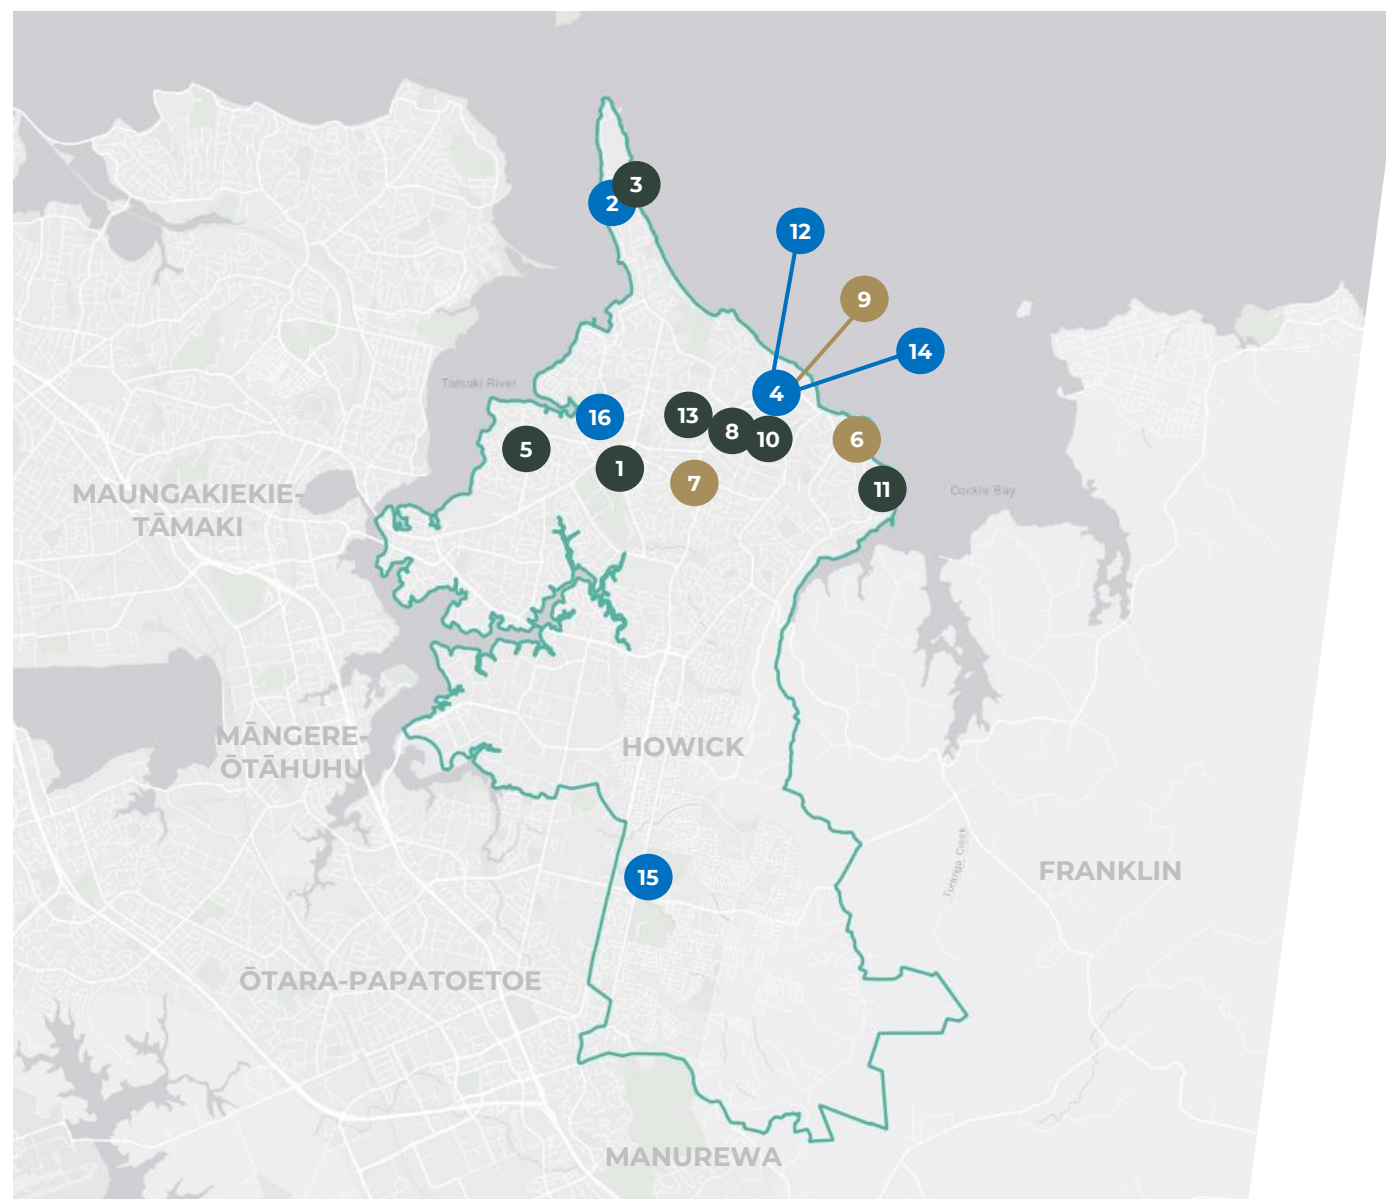 3
2
12
9
14
Tamaki River
4
16
13
8
10
6
5
1
7
11
Cockle Bay
MAUNGAKIEKIE-
TĀMAKI
MĀNGERE-
ŌTĀHUHU
HOWICK
15
FRANKLIN
Turanga Creek
ŌTARA-PAPATOETOE
MANUREWA